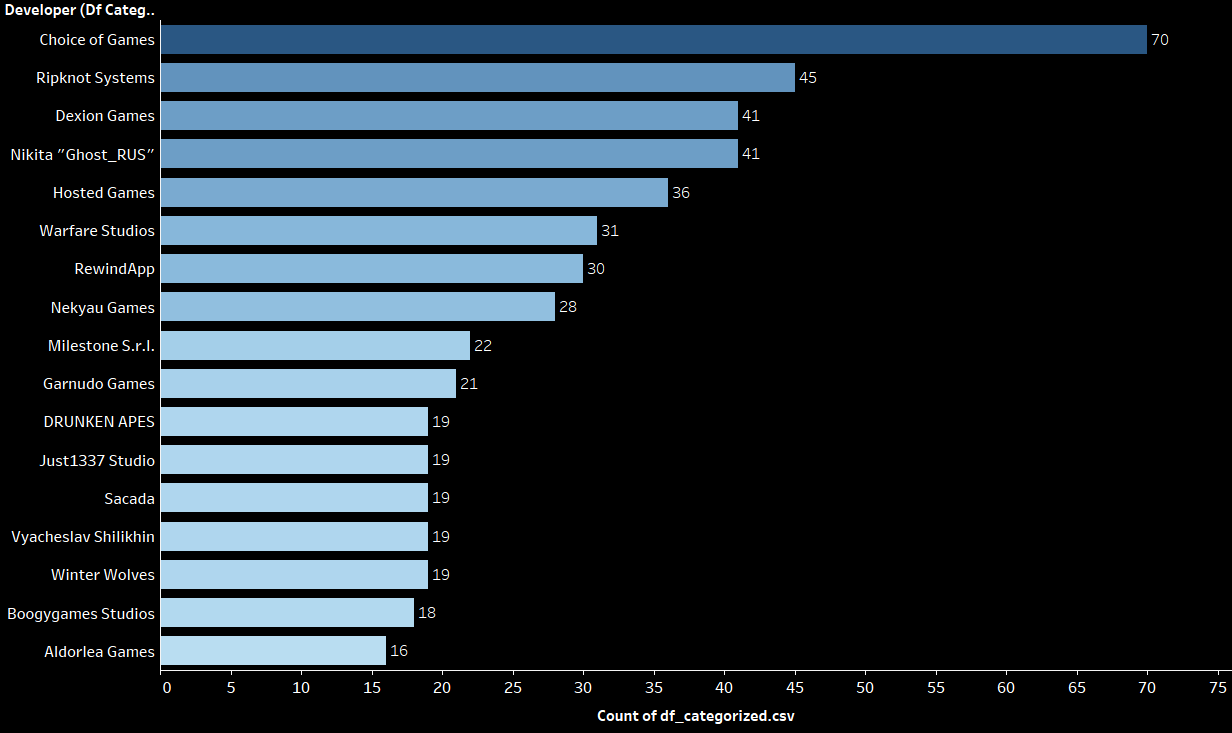 Developer (Df Categ..
Choice of Games 70
Ripknot Systems 45
Dexion Games 41
Nikita "Ghost_RUS" 41
Hosted Games 36
Warfare Studios 31
RewindApp 30
Nekyau Games 28
Milestone S.r.l. 22
Garnudo Games 21
DRUNKEN APES 19
Just1337 Studio 19
Sacada 19
Vyacheslav Shilikhin 19
Winter Wolves 19
Boogygames Studios 18
Aldorlea Games 16
0 5 10 15 20 25 30 35 40 45 50 55 60 65 70 75
Count of df_categorized.csv